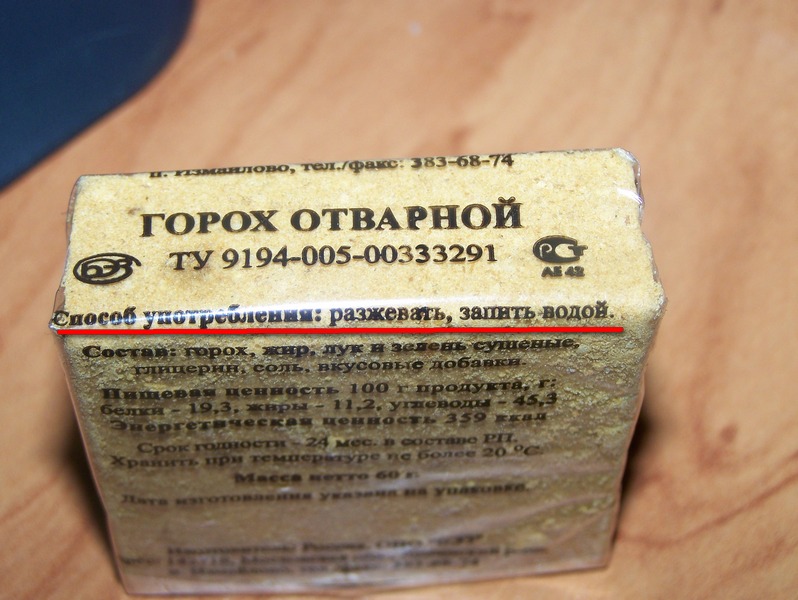 п. Измайлово, тел./факс: 383-68-74
ГОРОХ ОТВАРНОЙ
ТУ 9194-005-00333291
РСТ
АЕ 42
Способ употребления: разжевать, запить водой.
Состав: горох, жир, лук и зелень сушеные,
глицерин, соль, вкусовые добавки.
Пищевая ценность 100 г продукта, г:
белки - 19,3, жиры - 11,2, углеводы - 45,3
Энергетическая ценность 359 ккал
Срок годности - 24 мес. в составе РП.
Хранить при температуре не более 20 °С.
Масса нетто 60 г.
Дата изготовления указана на упаковке.